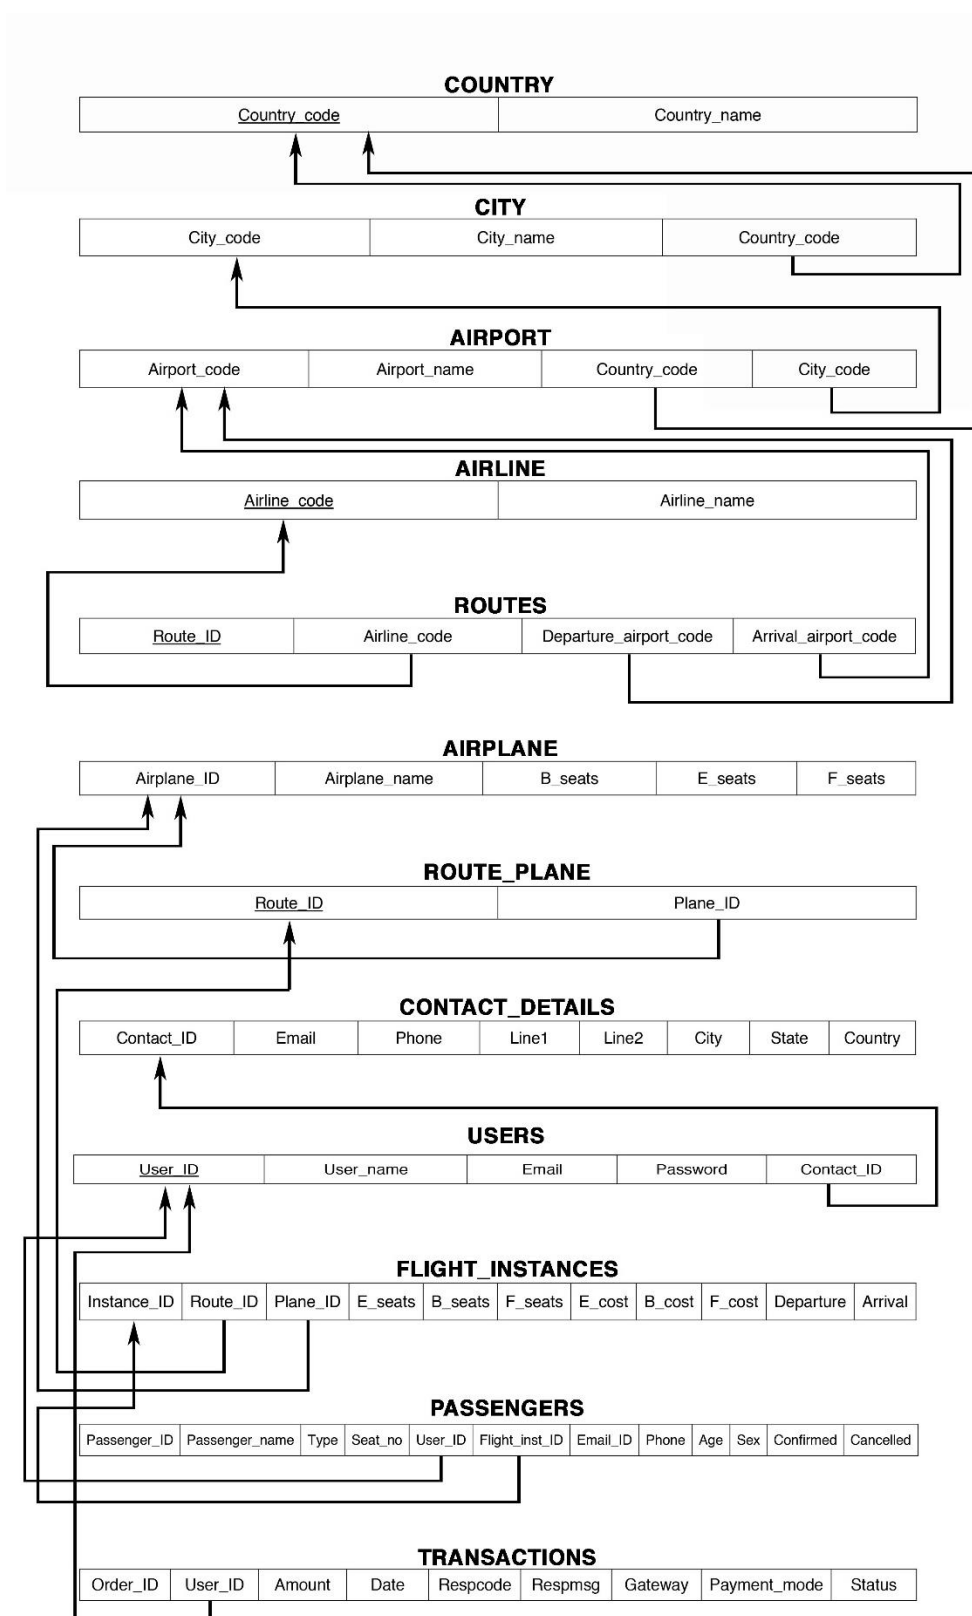 COUNTRY
Country_code Country_name
CITY
City_code City_name Country_code
AIRPORT
Airport_code Airport_name Country_code City_code
AIRLINE
Airline_code Airline_name
ROUTES
Route_ID Airline_code Departure_airport_code Arrival_airport_code
AIRPLANE
Airplane_ID Airplane_name B_seats E_seats F_seats
ROUTE_PLANE
Route_ID Plane_ID
CONTACT_DETAILS
Contact_ID Email Phone Line1 Line2 City State Country
USERS
User_ID User_name Email Password Contact_ID
FLIGHT_INSTANCES
Instance_ID Route_ID Plane_ID E_seats B_seats F_seats E_cost B_cost F_cost Departure Arrival
PASSENGERS
Passenger_ID Passenger_name Type Seat_no User_ID Flight_inst_ID Email_ID Phone Age Sex Confirmed Cancelled
TRANSACTIONS
Order_ID User_ID Amount Date Respcode Respmsg Gateway Payment_mode Status